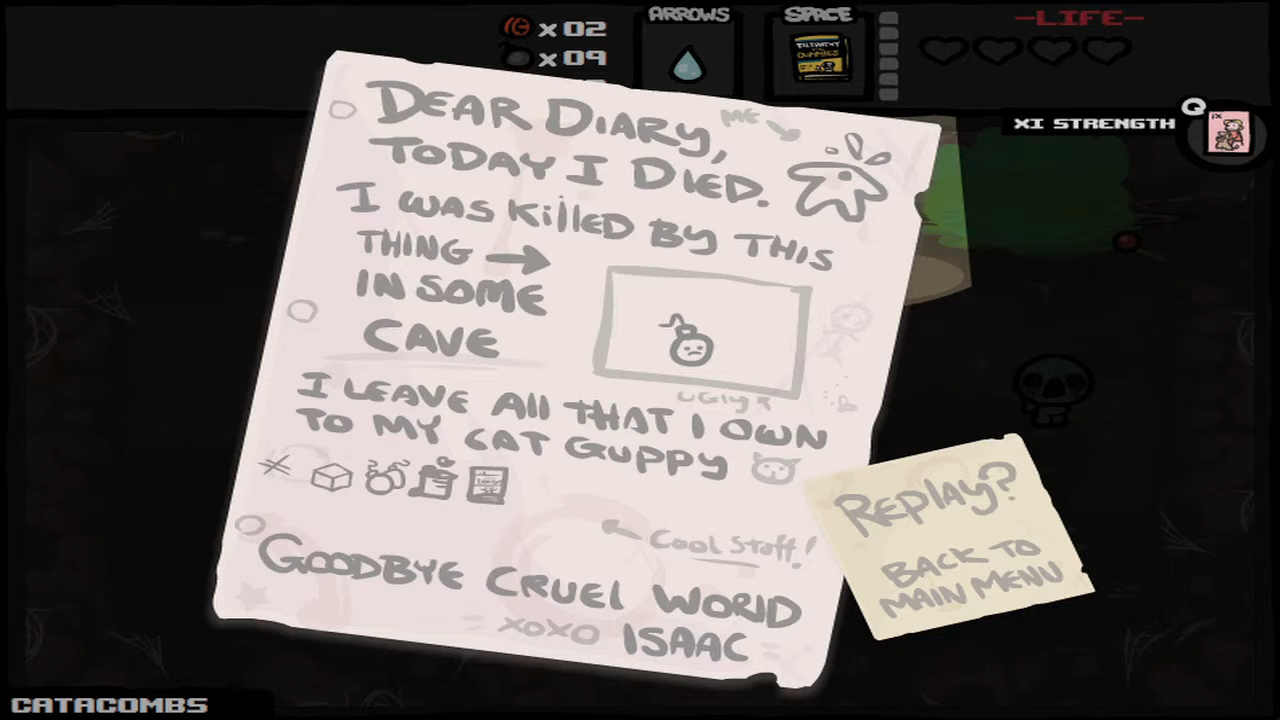 ARROWS
SPACE
-LIFE-
x02
x09
TELEPATHY
DUMMIES
XI STRENGTH
Q
DEAR DIARY,
ME
TODAY I DIED.
I WAS KILLED BY THIS
THING →
IN SOME
CAVE
UGLY
I LEAVE ALL THAT I OWN
TO MY CAT GUPPY
← COOL STUFF!
GOODBYE CRUEL WORLD
XOXO ISAAC
REPLAY?
BACK TO
MAIN MENU
CATACOMBS